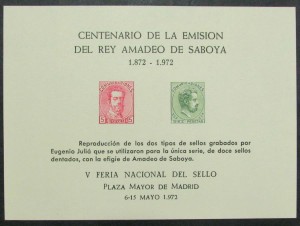 CENTENARIO DE LA EMISION
DEL REY AMADEO DE SABOYA
1.872 - 1.972
Reproducción de los dos tipos de sellos grabados por
Eugenio Juliá que se utilizaron para la única serie, de doce sellos
dentados, con la efigie de Amadeo de Saboya.
V FERIA NACIONAL DEL SELLO
PLAZA MAYOR DE MADRID
6-15 MAYO 1.972